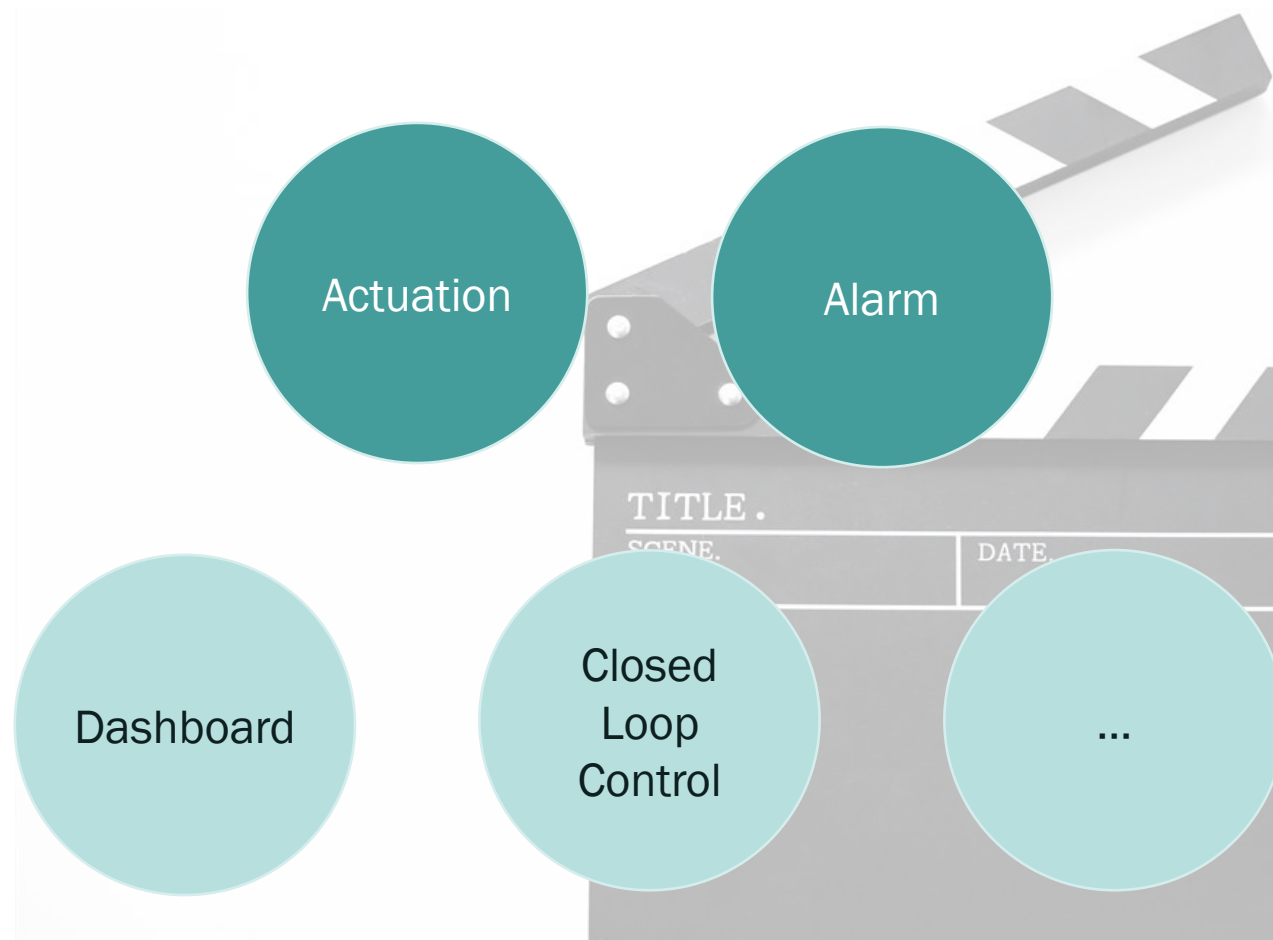 Actuation
Alarm
TITLE.
SCENE.
DATE.
Dashboard
Closed
Loop
Control
...